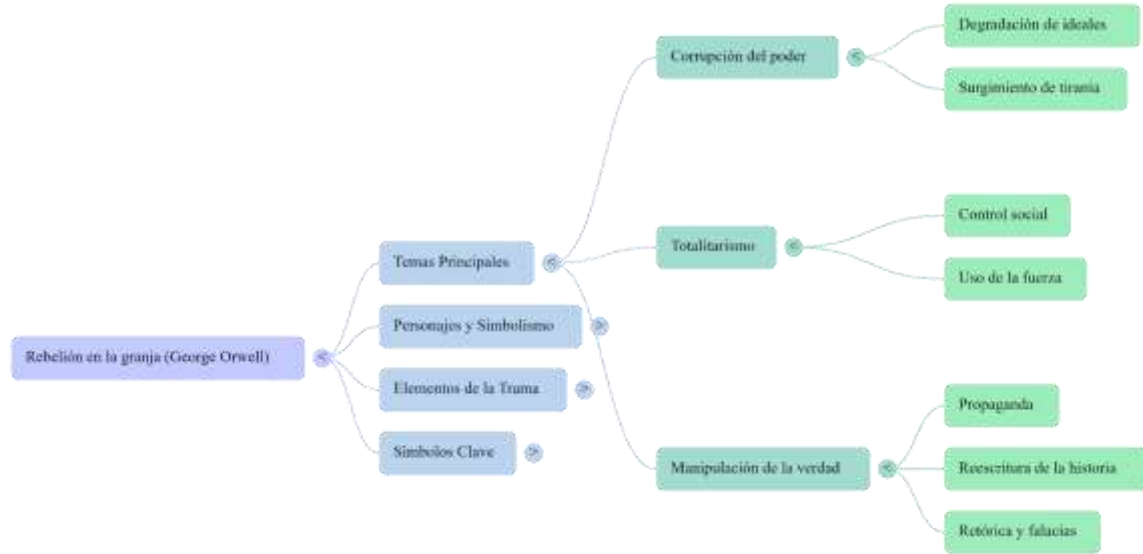 Rebelión en la granja (George Orwell)
Temas Principales
Corrupción del poder
Degradación de ideales
Surgimiento de tiranía
Totalitarismo
Control social
Uso de la fuerza
Manipulación de la verdad
Propaganda
Reescritura de la historia
Retórica y falacias
Personajes y Simbolismo
Elementos de la Trama
Símbolos Clave